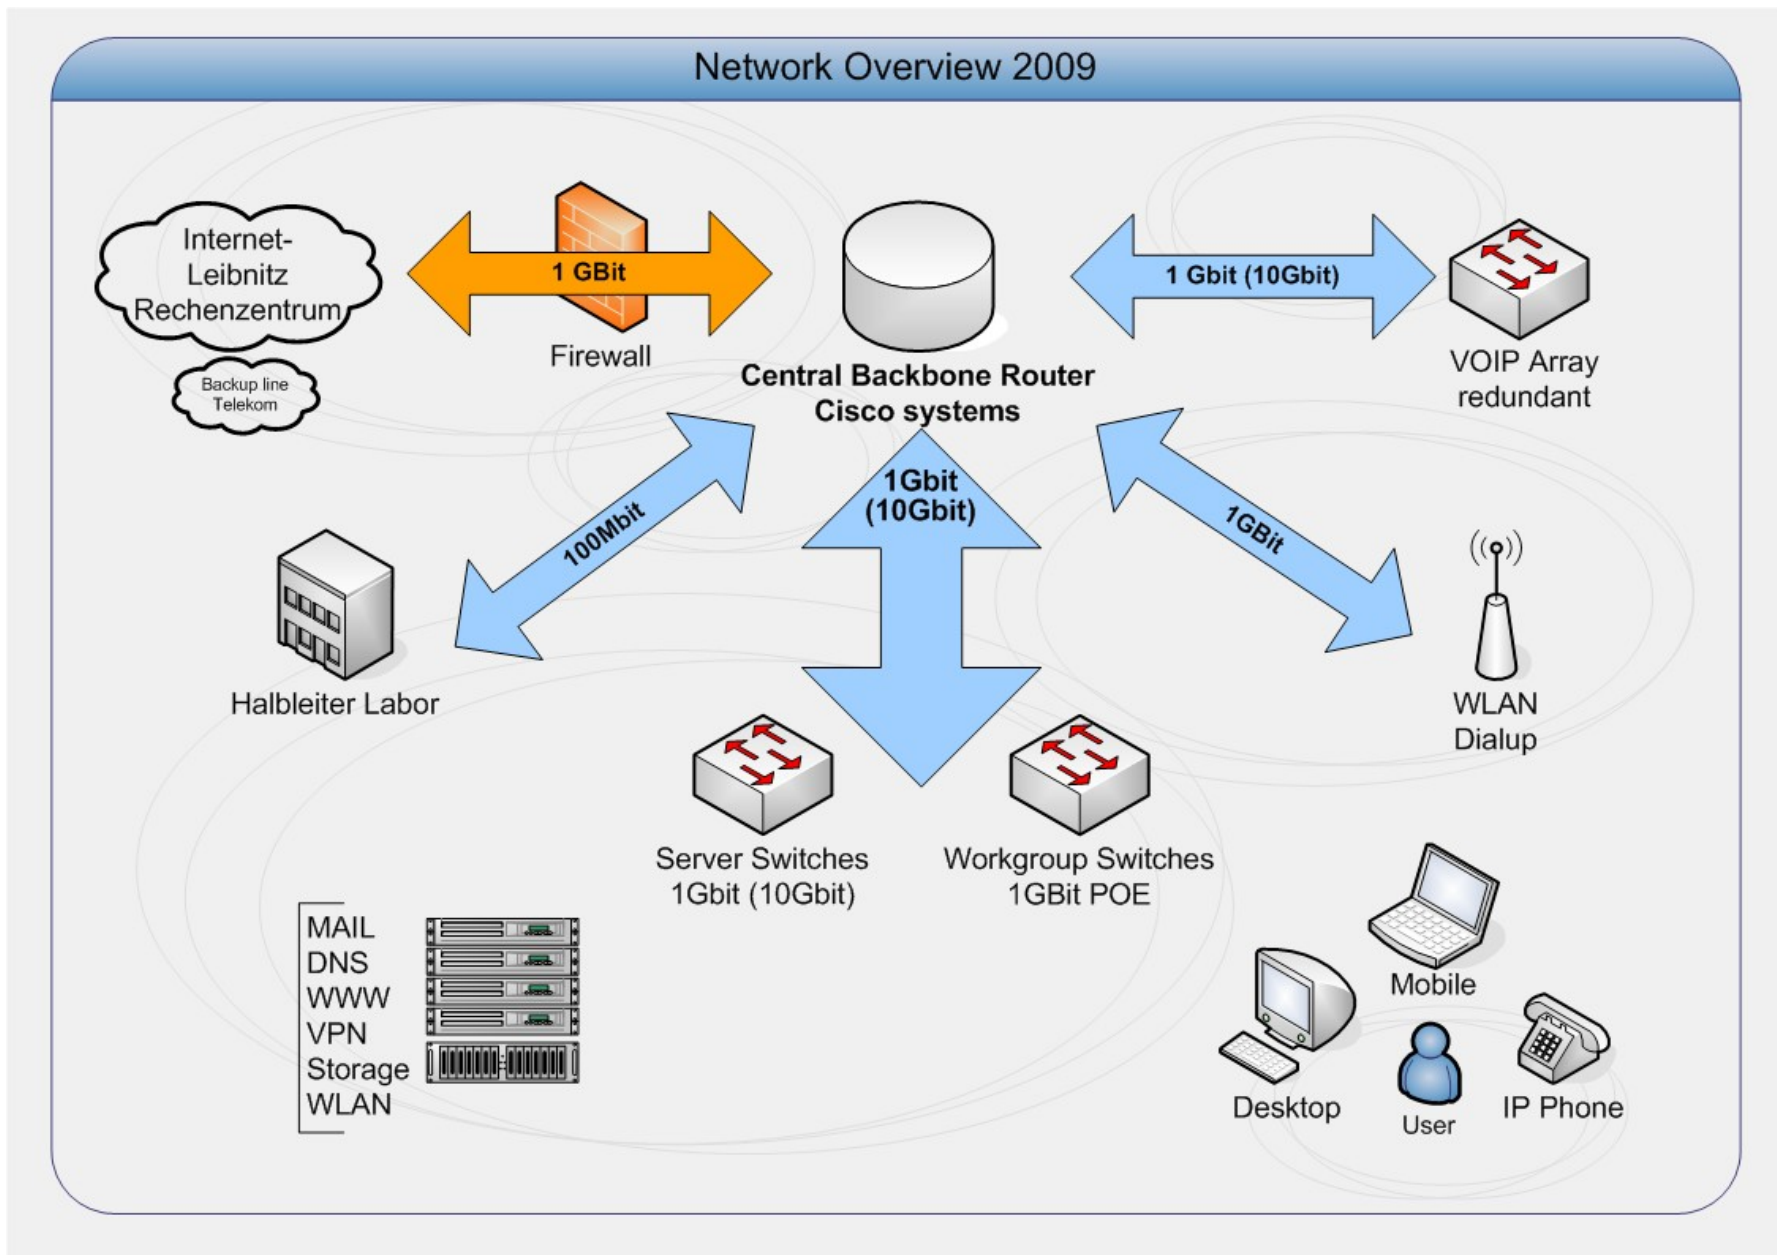 Network Overview 2009
Internet-
Leibnitz
Rechenzentrum
Backup line
Telekom
1 GBit
Firewall
Central Backbone Router
Cisco systems
1 Gbit (10Gbit)
VOIP Array
redundant
100Mbit
1Gbit
(10Gbit)
1GBit
Halbleiter Labor
WLAN
Dialup
Server Switches
1Gbit (10Gbit)
Workgroup Switches
1GBit POE
MAIL
DNS
WWW
VPN
Storage
WLAN
Mobile
Desktop
User
IP Phone